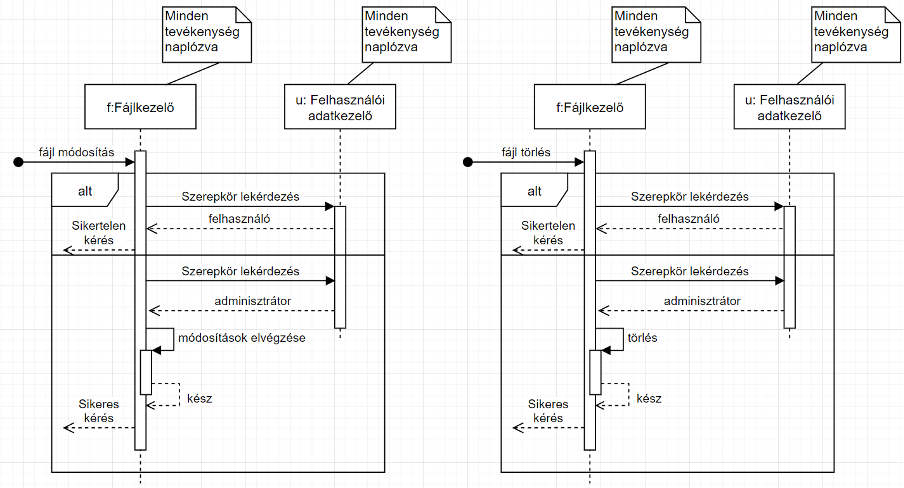 Minden
tevékenység
naplózva
Minden
tevékenység
naplózva
f:Fájlkezelő
u: Felhasználói
adatkezelő
fájl módosítás
alt
Szerepkör lekérdezés
felhasználó
Sikertelen
kérés
Szerepkör lekérdezés
adminisztrátor
módosítások elvégzése
kész
Sikeres
kérés
Minden
tevékenység
naplózva
Minden
tevékenység
naplózva
f:Fájlkezelő
u: Felhasználói
adatkezelő
fájl törlés
alt
Szerepkör lekérdezés
felhasználó
Sikertelen
kérés
Szerepkör lekérdezés
adminisztrátor
törlés
kész
Sikeres
kérés